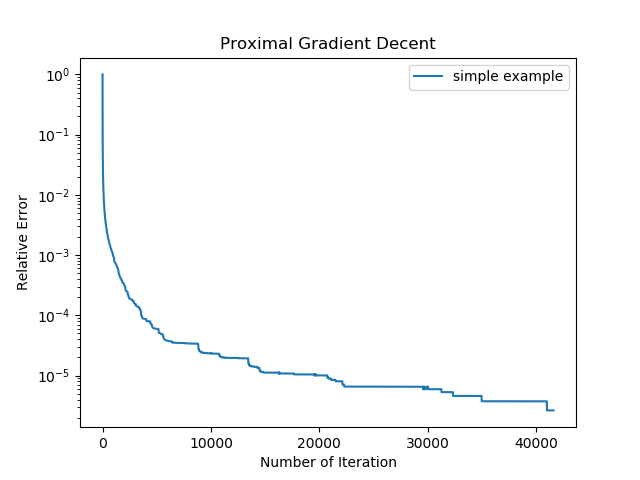 Proximal Gradient Decent
simple example
Relative Error
10⁰
10⁻¹
10⁻²
10⁻³
10⁻⁴
10⁻⁵
0 10000 20000 30000 40000
Number of Iteration